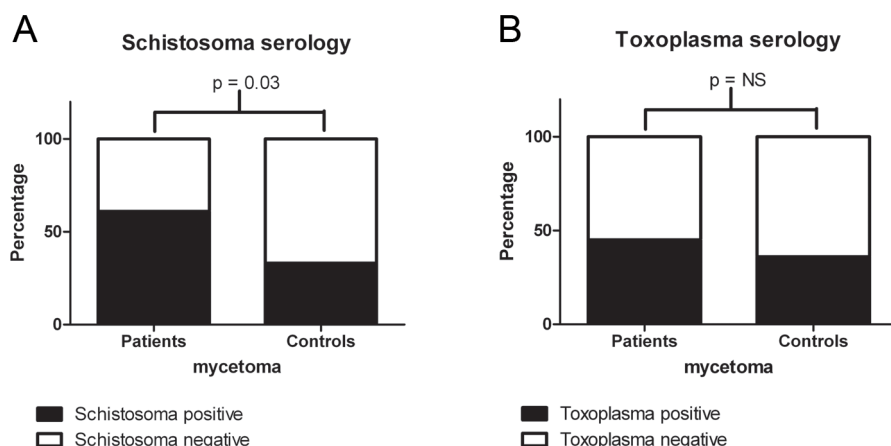 A
Schistosoma serology
p = 0.03
100
50
0
Percentage
Patients
Controls
mycetoma
Schistosoma positive
Schistosoma negative
B
Toxoplasma serology
p = NS
100
50
0
Percentage
Patients
Controls
mycetoma
Toxoplasma positive
Toxoplasma negative